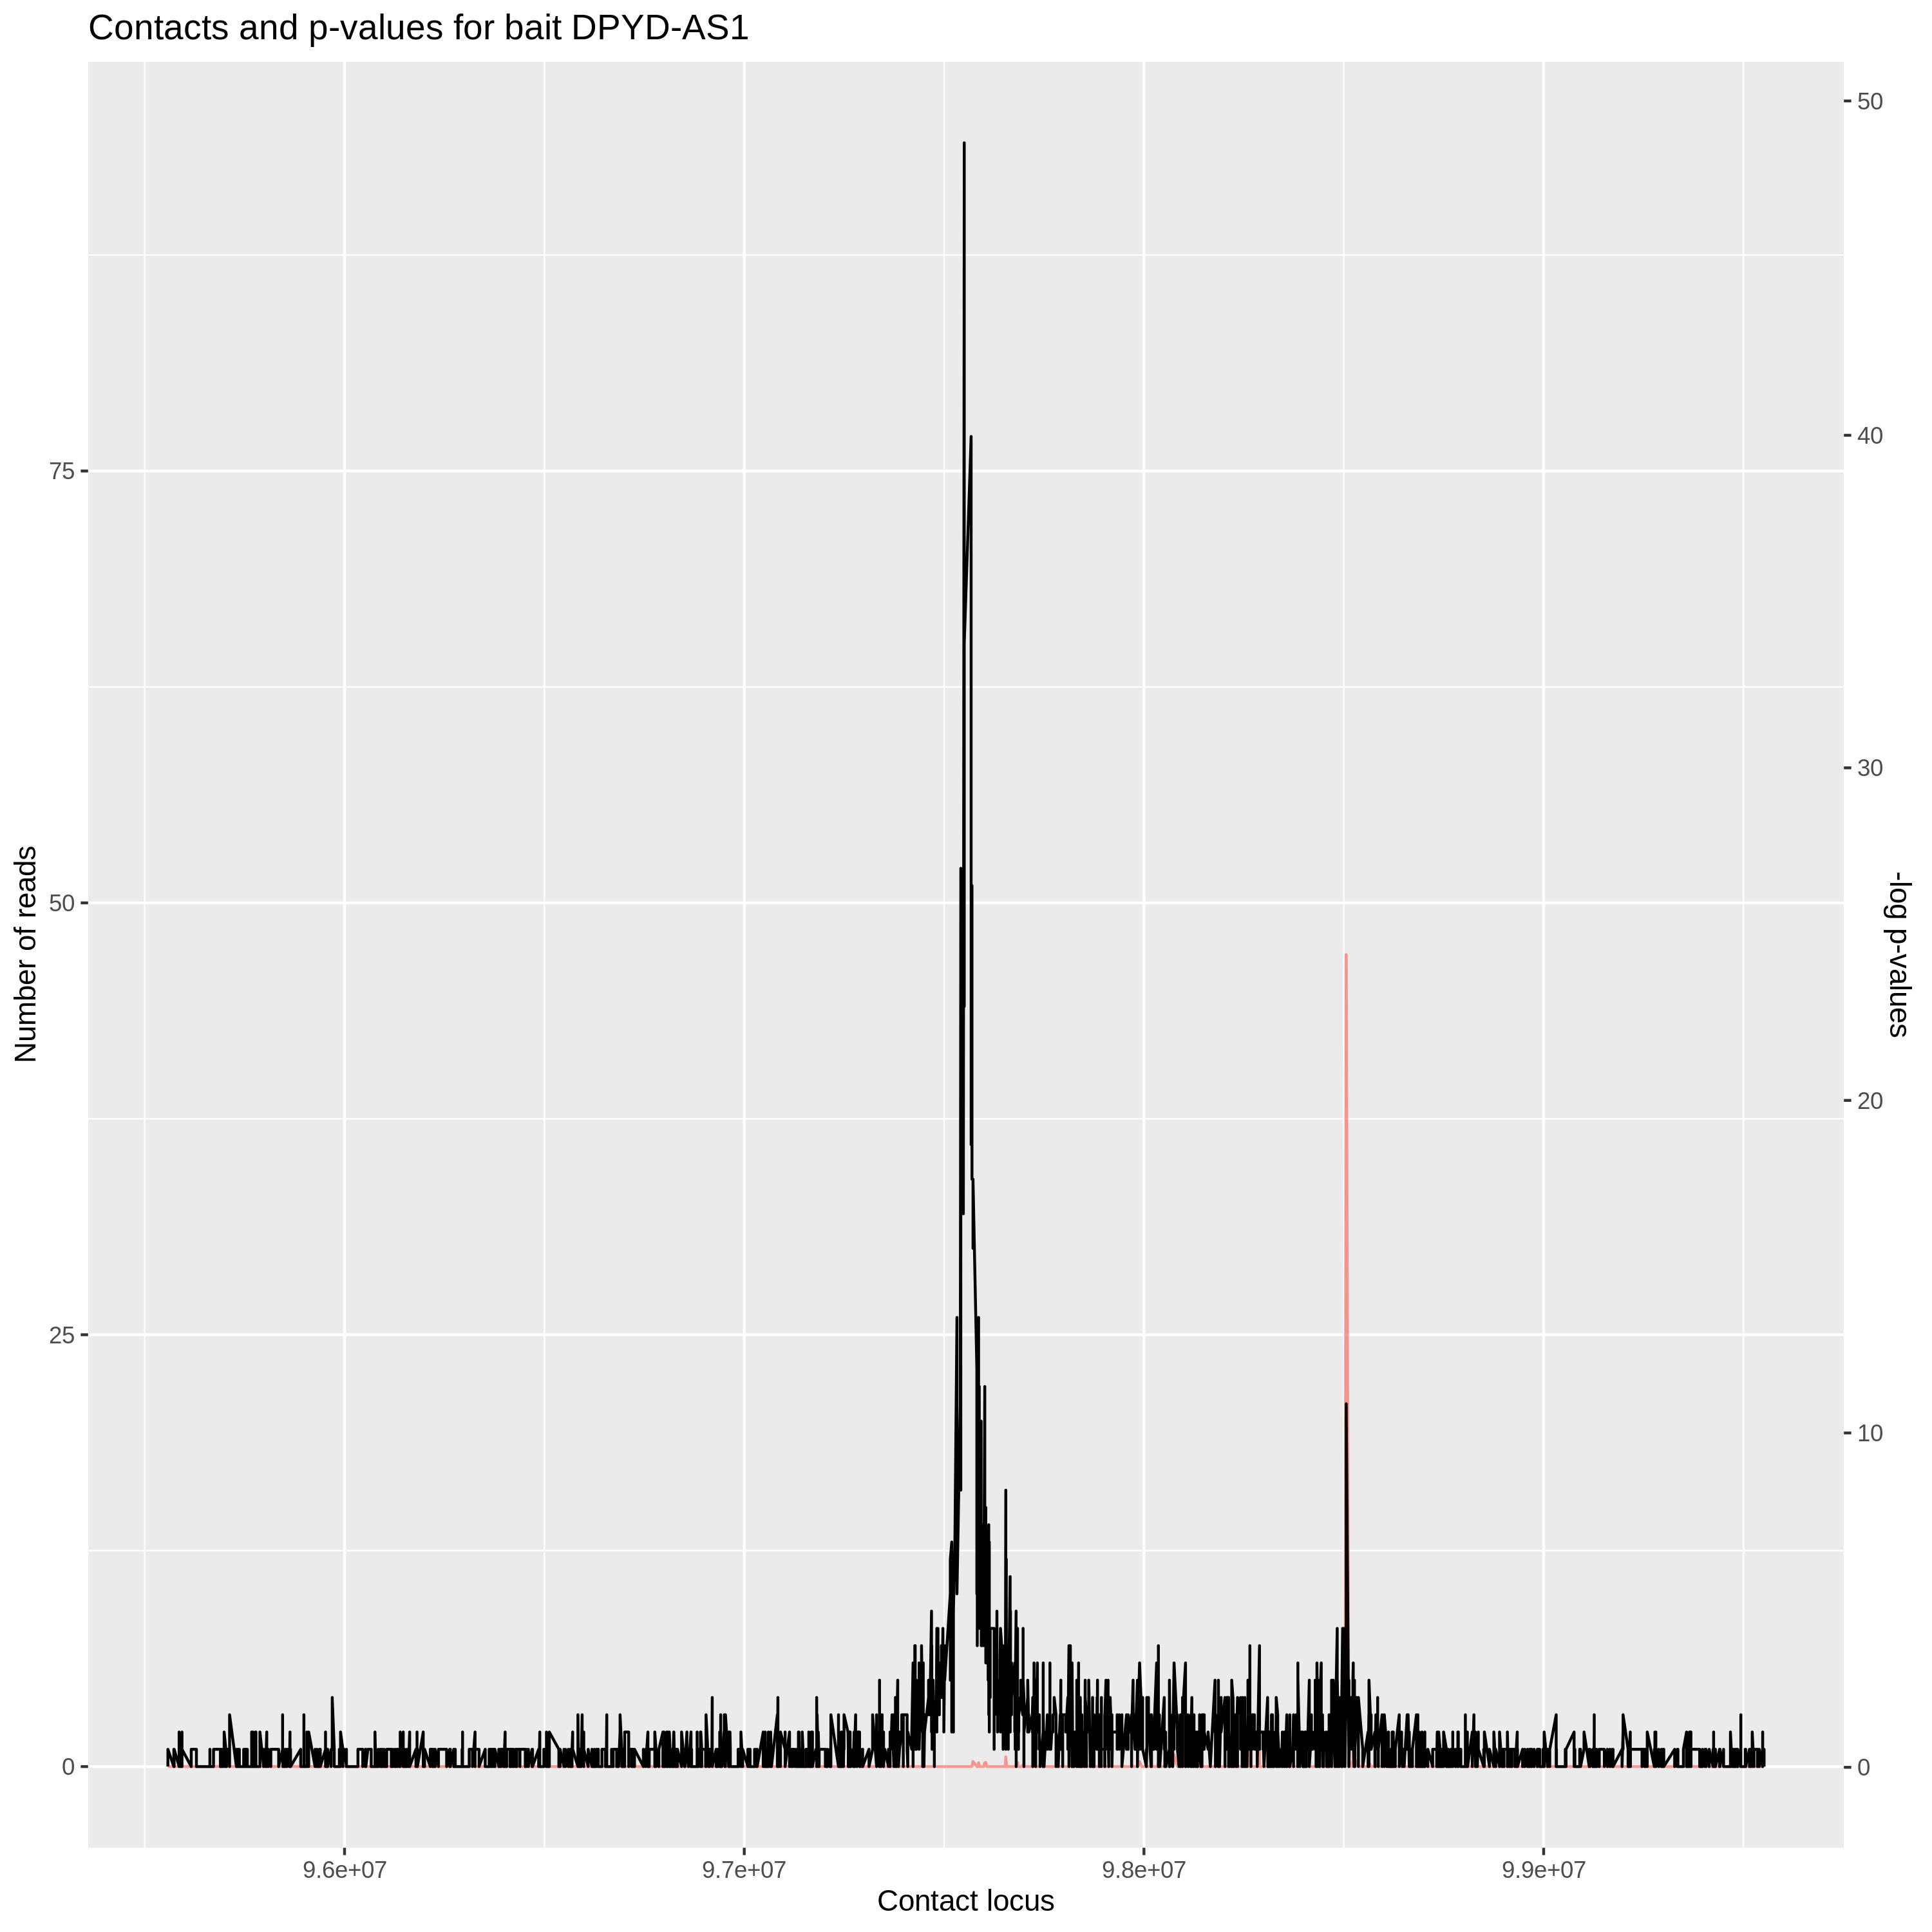 Contacts and p-values for bait DPYD-AS1
Number of reads
75
50
25
0
50
40
30
20
10
0
-log p-values
9.6e+07
9.7e+07
9.8e+07
9.9e+07
Contact locus